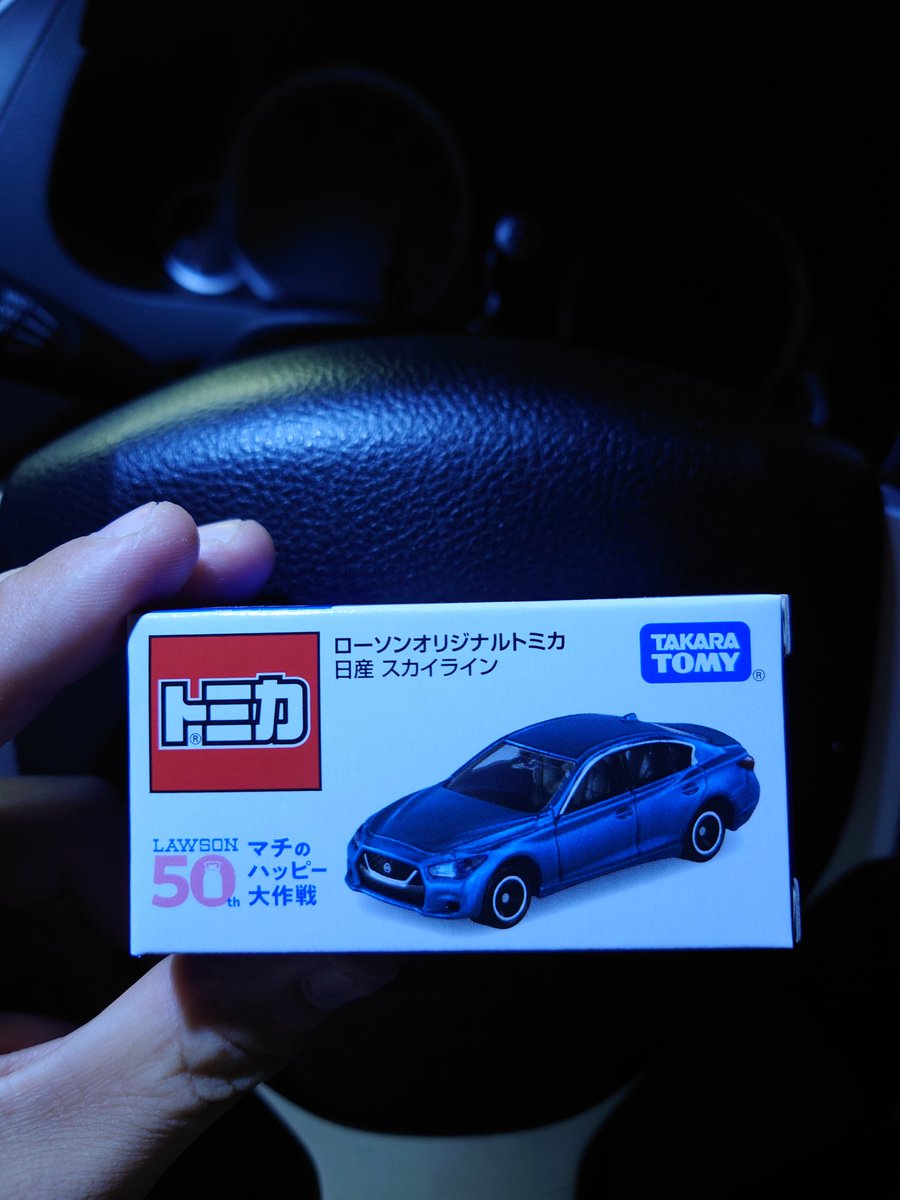 トミカ
®
ローソンオリジナルトミカ
日産 スカイライン
TAKARA
TOMY
®
LAWSON
50th
マチの
ハッピー
大作戦